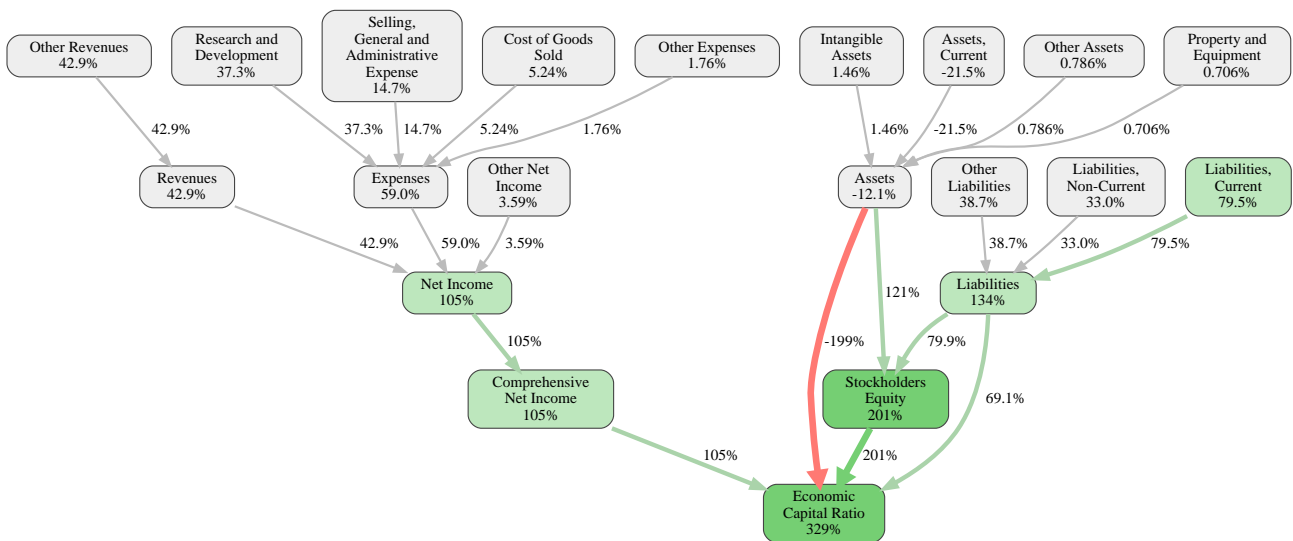 Other Revenues
42.9%
Research and
Development
37.3%
Selling,
General and
Administrative
Expense
14.7%
Cost of Goods
Sold
5.24%
Other Expenses
1.76%
Intangible
Assets
1.46%
Assets,
Current
-21.5%
Other Assets
0.786%
Property and
Equipment
0.706%
42.9%
37.3%
14.7%
5.24%
1.76%
1.46%
-21.5%
0.786%
0.706%
Revenues
42.9%
Expenses
59.0%
Other Net
Income
3.59%
Assets
-12.1%
Other
Liabilities
38.7%
Liabilities,
Non-Current
33.0%
Liabilities,
Current
79.5%
42.9%
59.0%
3.59%
38.7%
33.0%
79.5%
Net Income
105%
121%
Liabilities
134%
105%
-199%
79.9%
Comprehensive
Net Income
105%
Stockholders
Equity
201%
69.1%
105%
201%
Economic
Capital Ratio
329%